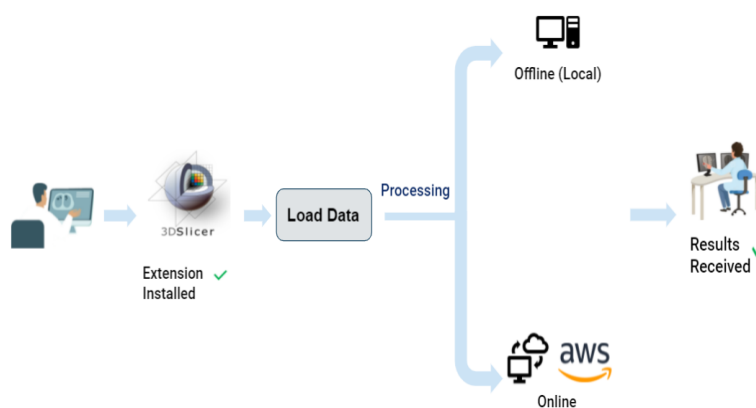 Offline (Local)
Processing
3DSlicer
Load Data
Extension
Installed
Results
Received
aws
Online